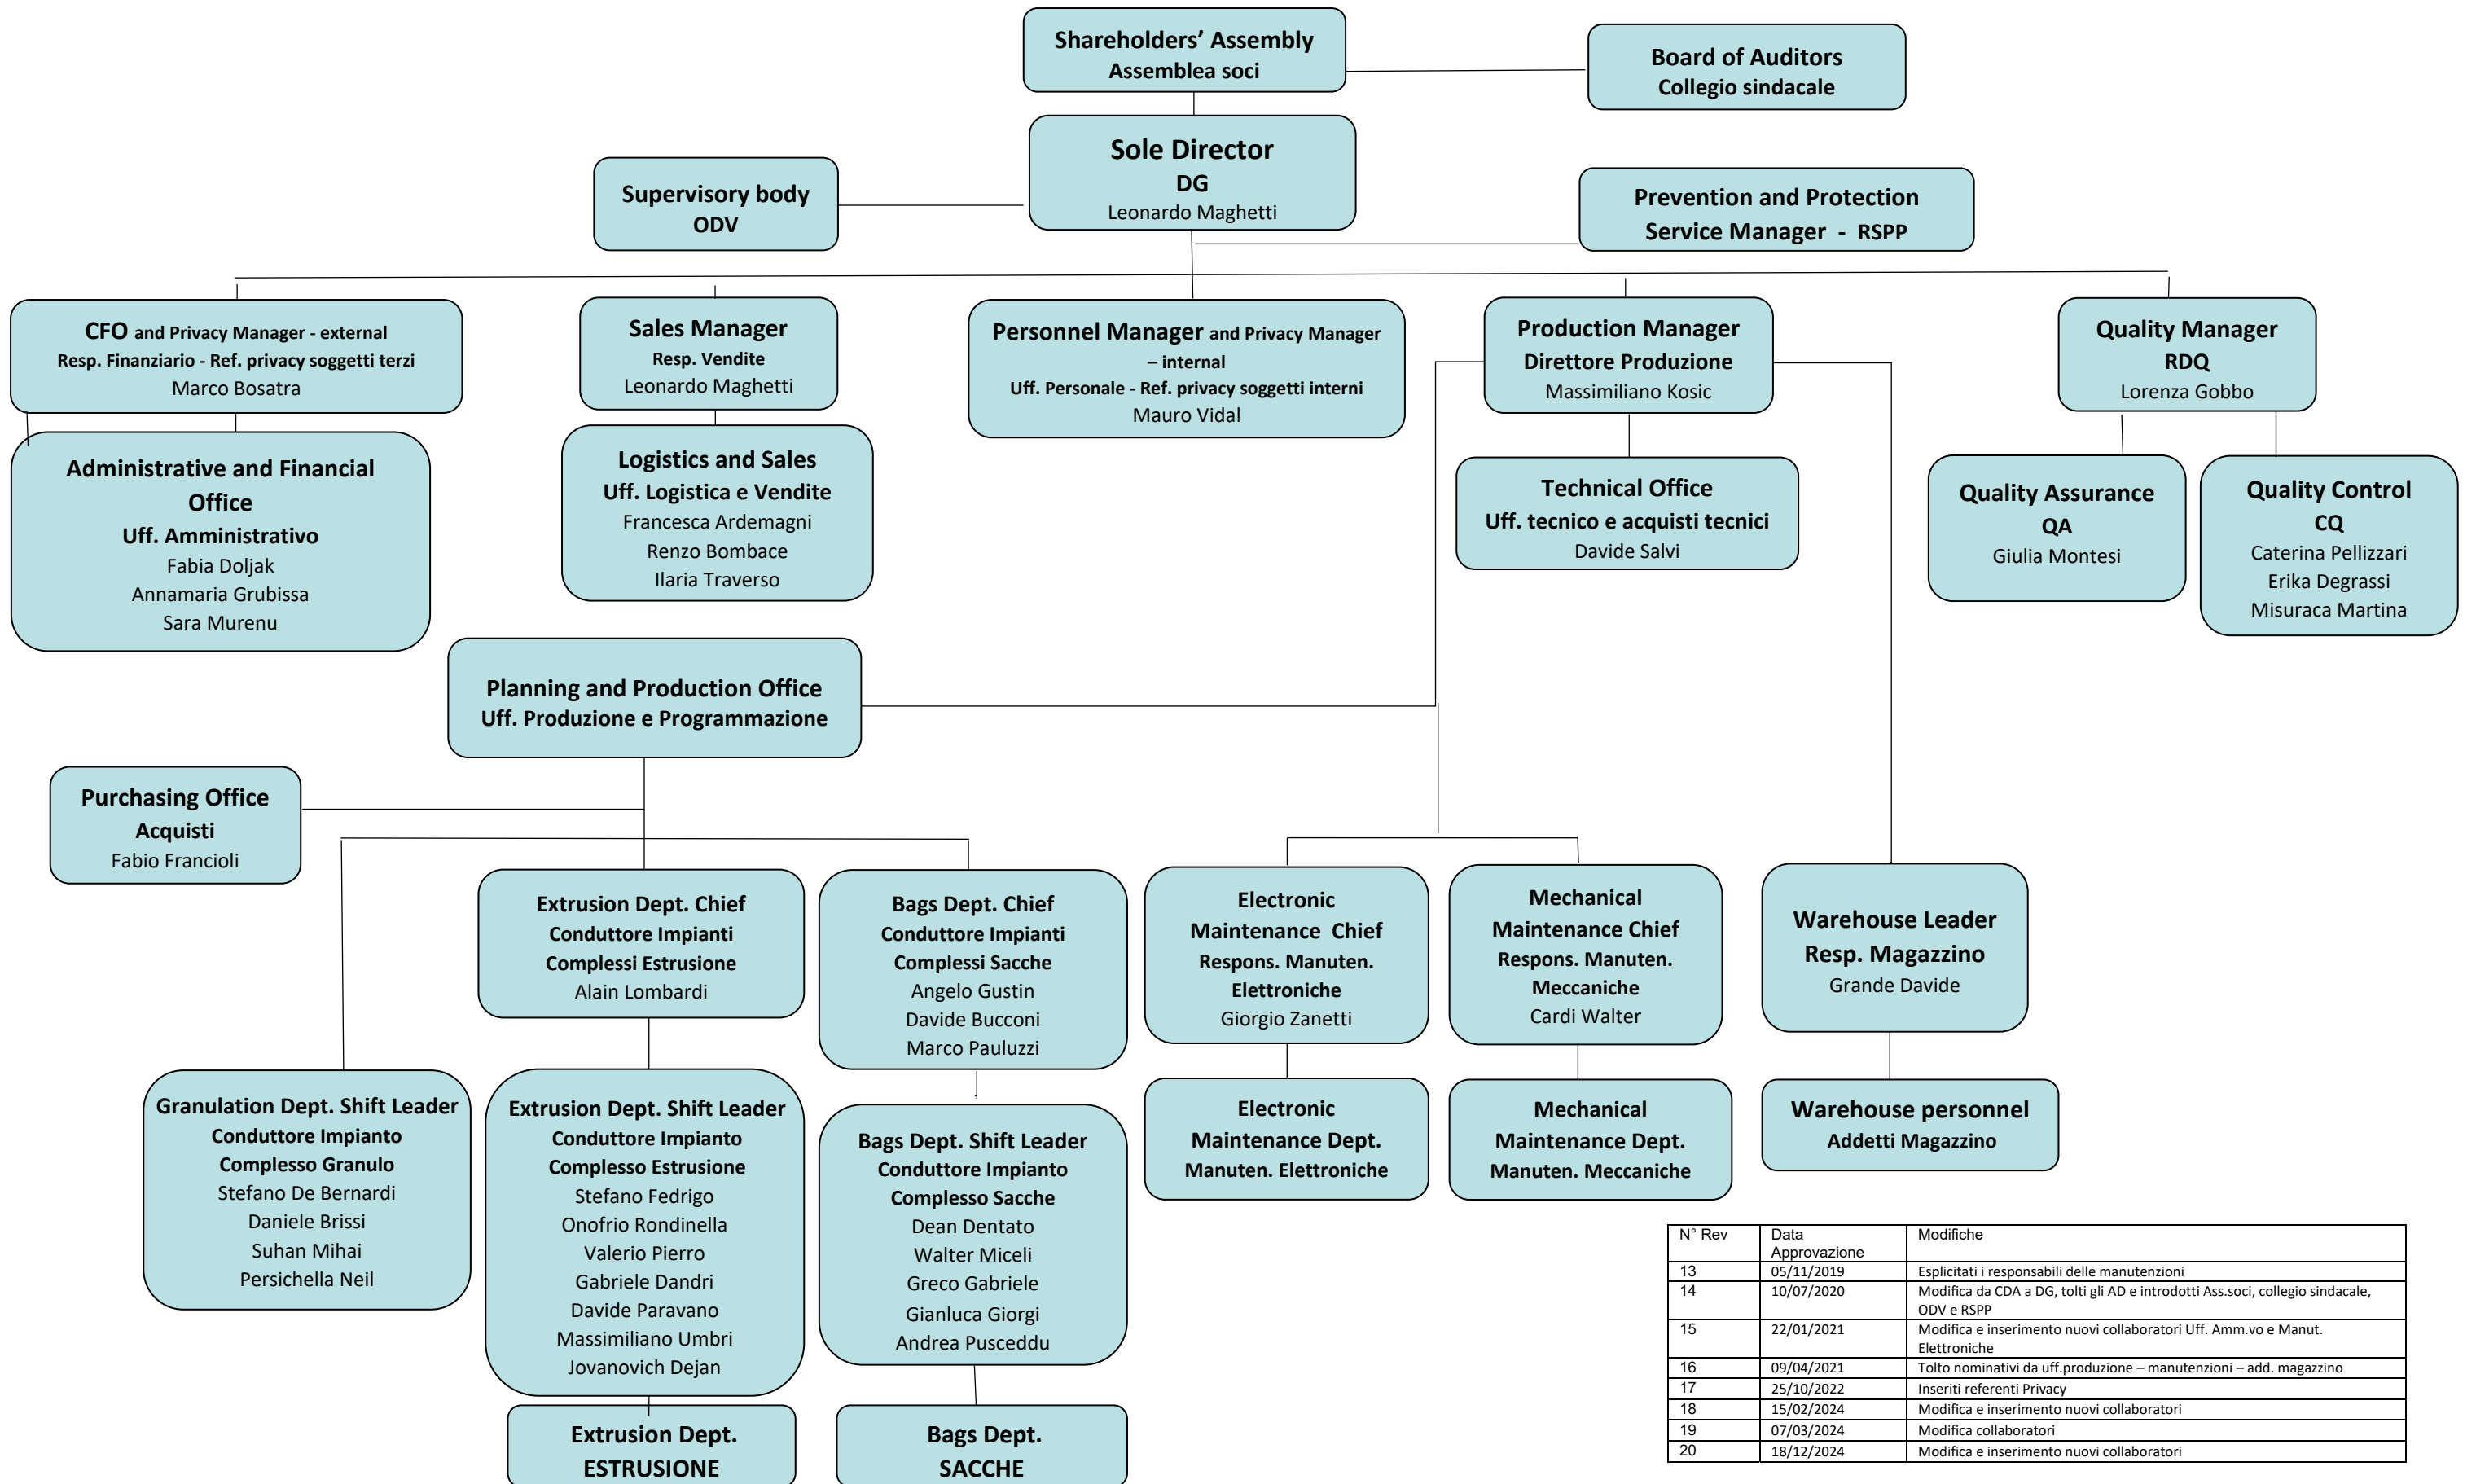 Shareholders’ Assembly
Assemblea soci
Board of Auditors
Collegio sindacale
Sole Director
DG
Leonardo Maghetti
Supervisory body
ODV
Prevention and Protection
Service Manager - RSPP
CFO and Privacy Manager - external
Resp. Finanziario - Ref. privacy soggetti terzi
Marco Bosatra
Sales Manager
Resp. Vendite
Leonardo Maghetti
Personnel Manager and Privacy Manager
– internal
Uff. Personale - Ref. privacy soggetti interni
Mauro Vidal
Production Manager
Direttore Produzione
Massimiliano Kosic
Quality Manager
RDQ
Lorenza Gobbo
Administrative and Financial
Office
Uff. Amministrativo
Fabia Doljak
Annamaria Grubissa
Sara Murenu
Logistics and Sales
Uff. Logistica e Vendite
Francesca Ardemagni
Renzo Bombace
Ilaria Traverso
Technical Office
Uff. tecnico e acquisti tecnici
Davide Salvi
Quality Assurance
QA
Giulia Montesi
Quality Control
CQ
Caterina Pellizzari
Erika Degrassi
Misuraca Martina
Planning and Production Office
Uff. Produzione e Programmazione
Purchasing Office
Acquisti
Fabio Francioli
Extrusion Dept. Chief
Conduttore Impianti
Complessi Estrusione
Alain Lombardi
Bags Dept. Chief
Conduttore Impianti
Complessi Sacche
Angelo Gustin
Davide Bucconi
Marco Pauluzzi
Electronic
Maintenance Chief
Respons. Manuten.
Elettroniche
Giorgio Zanetti
Mechanical
Maintenance Chief
Respons. Manuten.
Meccaniche
Cardi Walter
Warehouse Leader
Resp. Magazzino
Grande Davide
Granulation Dept. Shift Leader
Conduttore Impianto
Complesso Granulo
Stefano De Bernardi
Daniele Brissi
Suhan Mihai
Persichella Neil
Extrusion Dept. Shift Leader
Conduttore Impianto
Complesso Estrusione
Stefano Fedrigo
Onofrio Rondinella
Valerio Pierro
Gabriele Dandri
Davide Paravano
Massimiliano Umbri
Jovanovich Dejan
Bags Dept. Shift Leader
Conduttore Impianto
Complesso Sacche
Dean Dentato
Walter Miceli
Greco Gabriele
Gianluca Giorgi
Andrea Pusceddu
Electronic
Maintenance Dept.
Manuten. Elettroniche
Mechanical
Maintenance Dept.
Manuten. Meccaniche
Warehouse personnel
Addetti Magazzino
Extrusion Dept.
ESTRUSIONE
Bags Dept.
SACCHE
N° Rev Data Approvazione Modifiche
13 05/11/2019 Esplicitati i responsabili delle manutenzioni
14 10/07/2020 Modifica da CDA a DG, tolti gli AD e introdotti Ass.soci, collegio sindacale,
ODV e RSPP
15 22/01/2021 Modifica e inserimento nuovi collaboratori Uff. Amm.vo e Manut.
Elettroniche
16 09/04/2021 Tolto nominativi da uff.produzione – manutenzioni – add. magazzino
17 25/10/2022 Inseriti referenti Privacy
18 15/02/2024 Modifica e inserimento nuovi collaboratori
19 07/03/2024 Modifica collaboratori
20 18/12/2024 Modifica e inserimento nuovi collaboratori